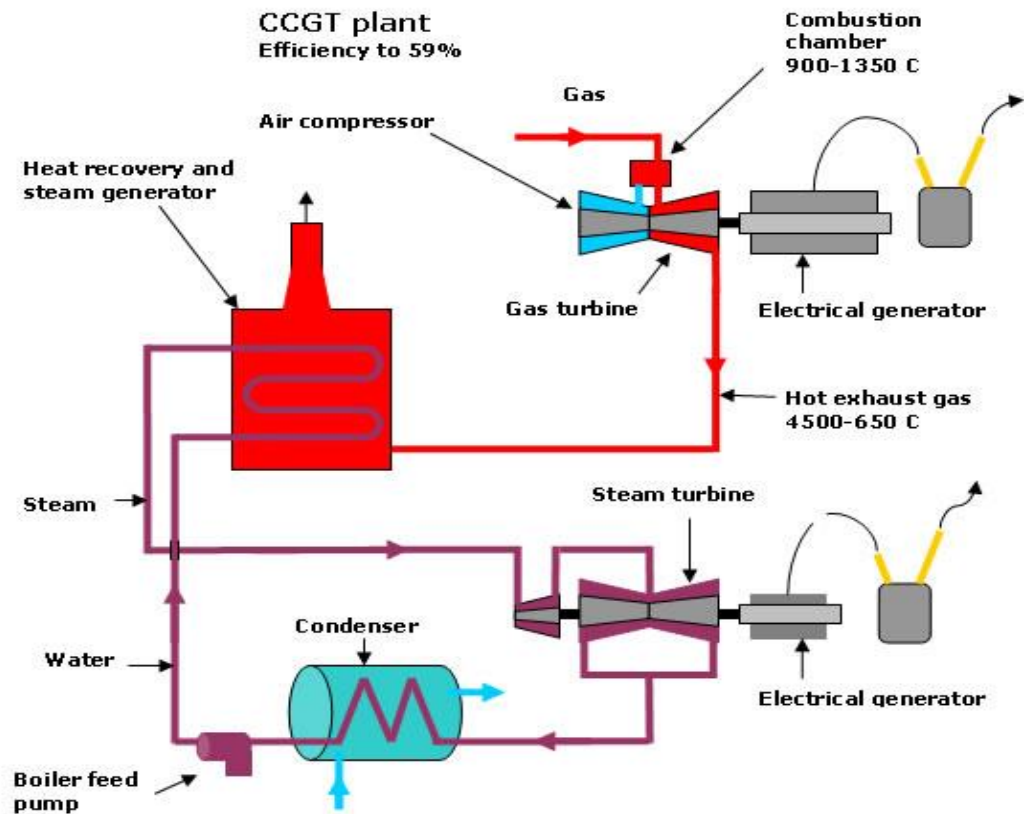 CCGT plant
Efficiency to 59%
Combustion
chamber
900-1350 C
Gas
Air compressor
Heat recovery and
steam generator
Gas turbine
Electrical generator
Hot exhaust gas
4500-650 C
Steam
Steam turbine
Condenser
Water
Electrical generator
Boiler feed
pump